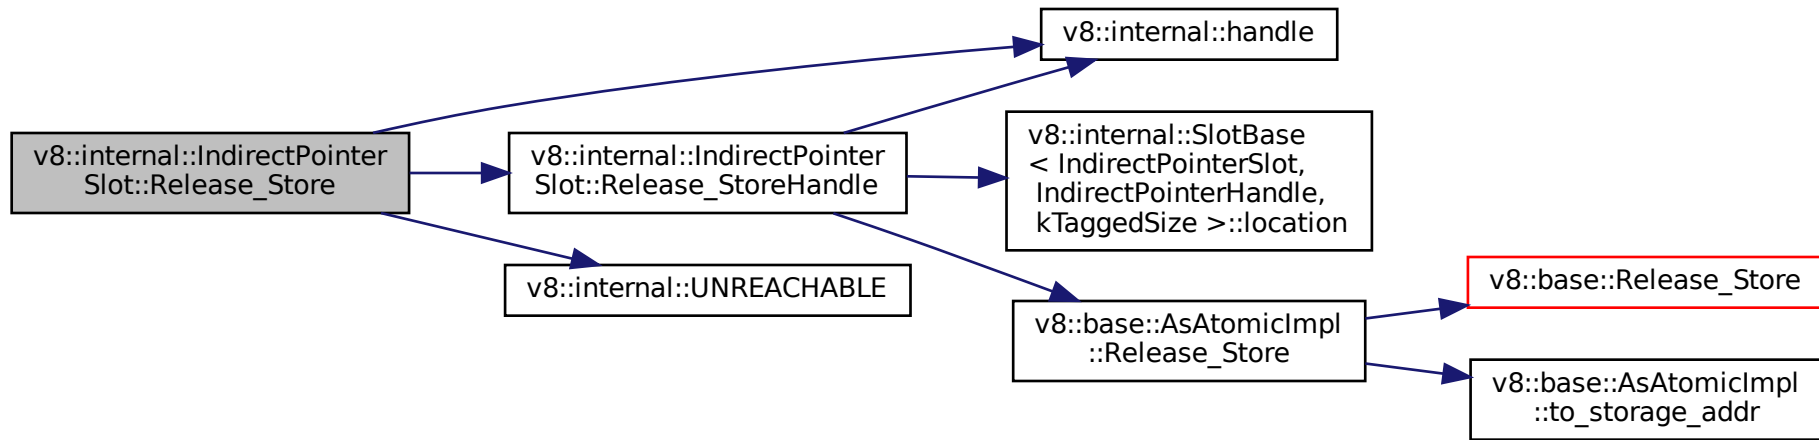 v8::internal::IndirectPointer
Slot::Release_Store
v8::internal::handle
v8::internal::IndirectPointer
Slot::Release_StoreHandle
v8::internal::SlotBase
< IndirectPointerSlot,
IndirectPointerHandle,
kTaggedSize >::location
v8::internal::UNREACHABLE
v8::base::AsAtomicImpl
::Release_Store
v8::base::Release_Store
v8::base::AsAtomicImpl
::to_storage_addr